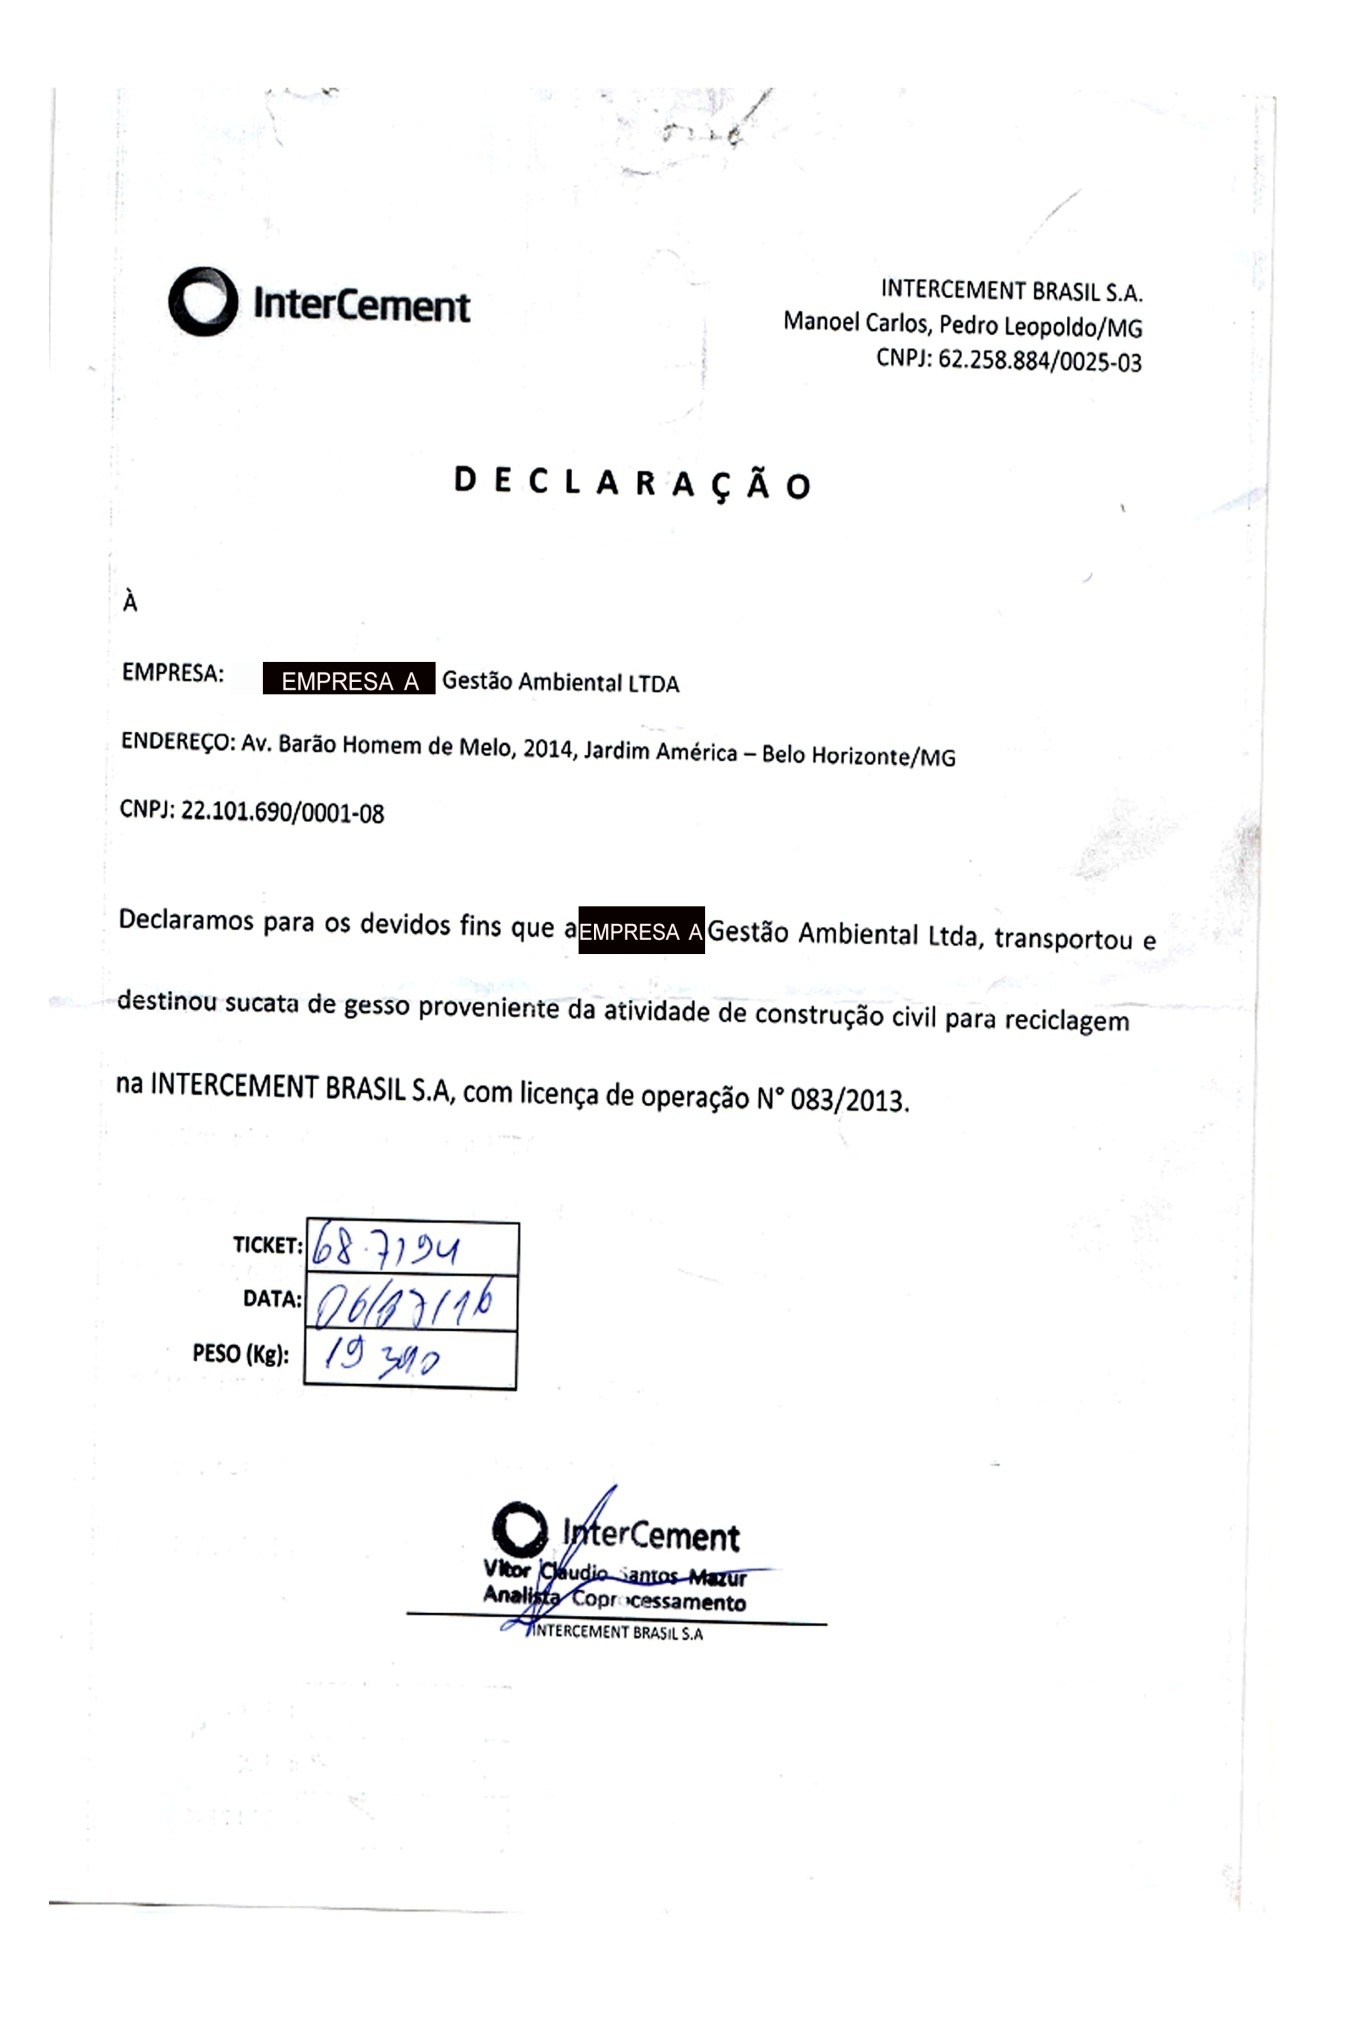 InterCement
INTERCEMENT BRASIL S.A.
Manoel Carlos, Pedro Leopoldo/MG
CNPJ: 62.258.884/0025-03
DECLARAÇÃO
À
EMPRESA: EMPRESA A Gestão Ambiental LTDA
ENDEREÇO: Av. Barão Homem de Melo, 2014, Jardim América – Belo Horizonte/MG
CNPJ: 22.101.690/0001-08
Declaramos para os devidos fins que a EMPRESA A Gestão Ambiental Ltda, transportou e
destinou sucata de gesso proveniente da atividade de construção civil para reciclagem
na INTERCEMENT BRASIL S.A, com licença de operação N° 083/2013.
TICKET: 68.7194
DATA:
PESO (Kg): 19
InterCement
Vitor Claudio Santos Mazur
Analista Coprocessamento
INTERCEMENT BRASIL S.A